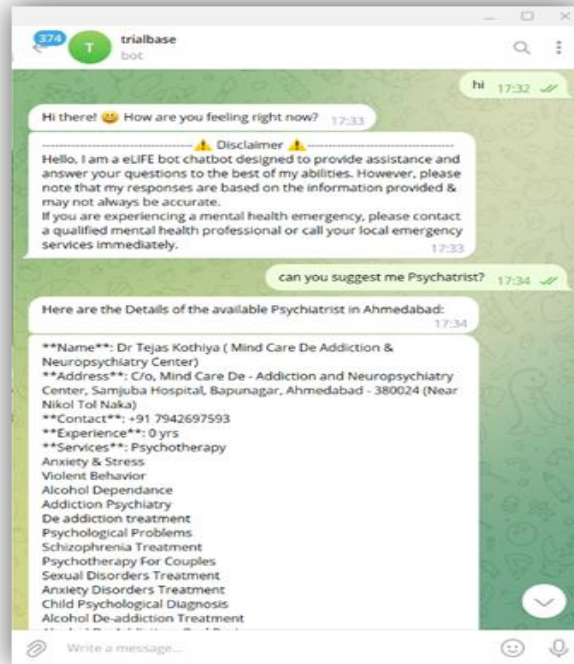 374
T
trialbase
bot
hi 17:32
Hi there! 😀 How are you feeling right now? 17:33
------------------------------------⚠️ Disclaimer ⚠️------------------------------------
Hello, I am a eLIFE bot chatbot designed to provide assistance and
answer your questions to the best of my abilities. However, please
note that my responses are based on the information provided &
may not always be accurate.
If you are experiencing a mental health emergency, please contact
a qualified mental health professional or call your local emergency
services immediately. 17:33
can you suggest me Psychatrist? 17:34
Here are the Details of the available Psychiatrist in Ahmedabad:
17:34
**Name**: Dr Tejas Kothiya ( Mind Care De Addiction &
Neuropsychiatry Center)
**Address**: C/o, Mind Care De - Addiction and Neuropsychiatry
Center, Samjuba Hospital, Bapunagar, Ahmedabad - 380024 (Near
Nikol Tol Naka)
**Contact**: +91 7942697593
**Experience**: 0 yrs
**Services**: Psychotherapy
Anxiety & Stress
Violent Behavior
Alcohol Dependance
Addiction Psychiatry
De addiction treatment
Psychological Problems
Schizophrenia Treatment
Psychotherapy For Couples
Sexual Disorders Treatment
Anxiety Disorders Treatment
Child Psychological Diagnosis
Alcohol De-addiction Treatment
Write a message...